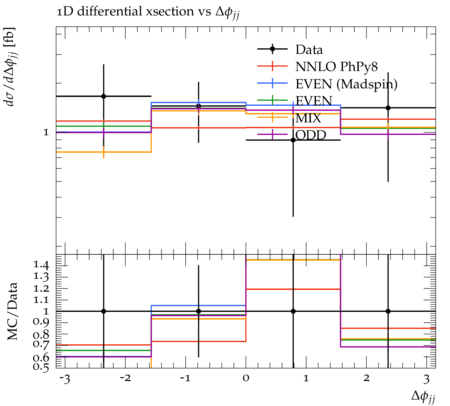 1D differential xsection vs Δϕjj
dσ/dΔϕjj [fb]
Data
NNLO PhPy8
EVEN (Madspin)
EVEN
MIX
ODD
1
MC/Data
1.4
1.3
1.2
1.1
1
0.9
0.8
0.7
0.6
0.5
-3 -2 -1 0 1 2 3
Δϕjj